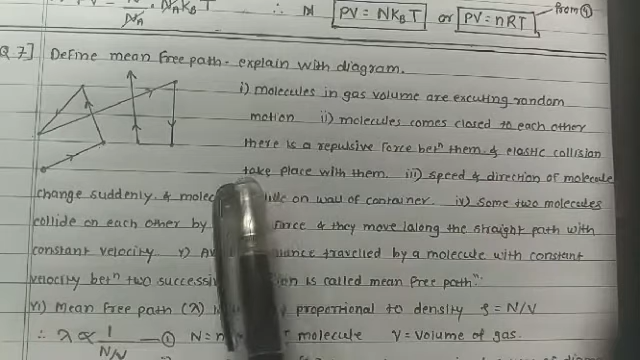 PV = N/N_A · N_A K_B T ∴ PV = NK_BT or PV = nRT From ①
Q.7] Define mean free path. explain with diagram.
i) molecules in gas volume are excuting random
motion ii) molecules comes closed to each other
there is a repulsive force betⁿ them & elastic collision
take place with them. iii) speed & direction of molecule
change suddenly & molec on wall of container. iv) some two molecules
collide on each other by & they move lalong the straight path with
constant velocity. v) travelled by a molecule with constant
velocity betⁿ two is called mean free path"
vi) Mean free path (λ) proportional to density ρ = N/V
∴ λ ∝ 1/N/V — ① N = molecule V = volume of gas.